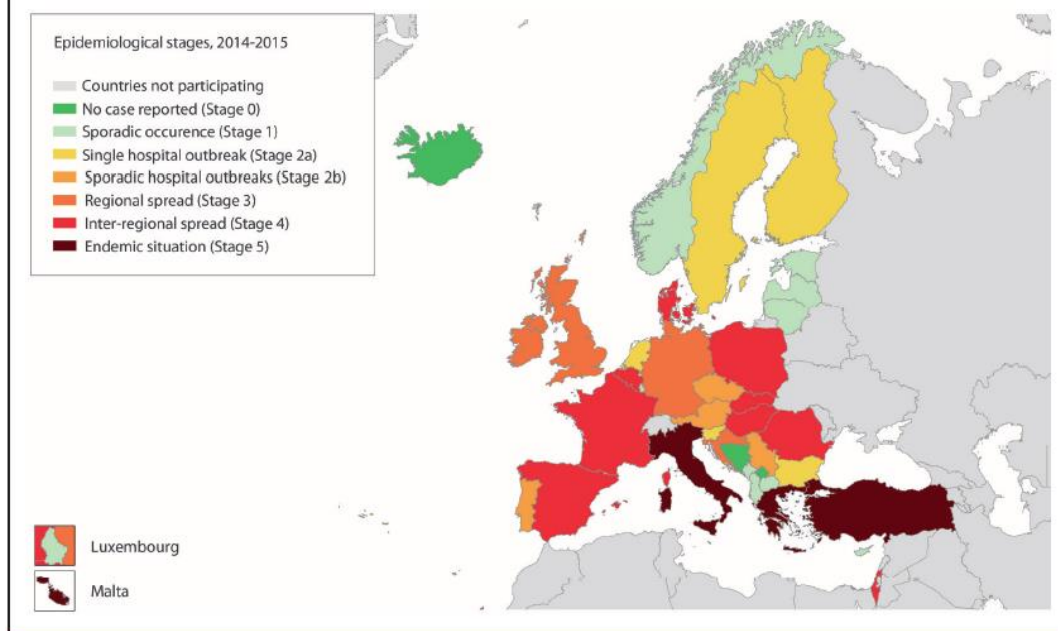 Epidemiological stages, 2014-2015
Countries not participating
No case reported (Stage 0)
Sporadic occurence (Stage 1)
Single hospital outbreak (Stage 2a)
Sporadic hospital outbreaks (Stage 2b)
Regional spread (Stage 3)
Inter-regional spread (Stage 4)
Endemic situation (Stage 5)
Luxembourg
Malta